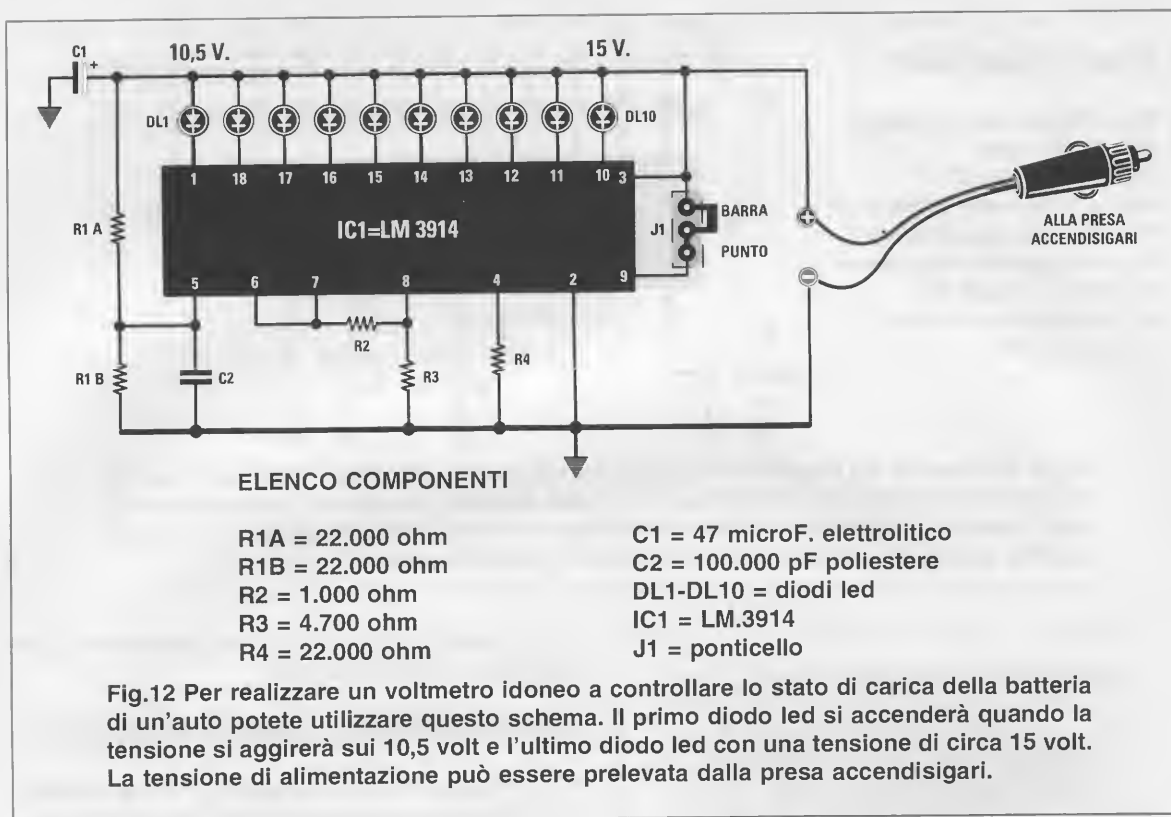 C1
+
10,5 V.
15 V.
DL1
DL10
1
18
17
16
15
14
13
12
11
10
3
R1 A
IC1=LM 3914
J1
BARRA
PUNTO
ALLA PRESA
ACCENDISIGARI
5
6
7
8
4
2
9
R2
R1 B
C2
R3
R4
ELENCO COMPONENTI
R1A = 22.000 ohm
R1B = 22.000 ohm
R2 = 1.000 ohm
R3 = 4.700 ohm
R4 = 22.000 ohm
C1 = 47 microF. elettrolitico
C2 = 100.000 pF poliestere
DL1-DL10 = diodi led
IC1 = LM.3914
J1 = ponticello
Fig.12 Per realizzare un voltmetro idoneo a controllare lo stato di carica della batteria
di un'auto potete utilizzare questo schema. Il primo diodo led si accenderà quando la
tensione si aggirerà sui 10,5 volt e l'ultimo diodo led con una tensione di circa 15 volt.
La tensione di alimentazione può essere prelevata dalla presa accendisigari.